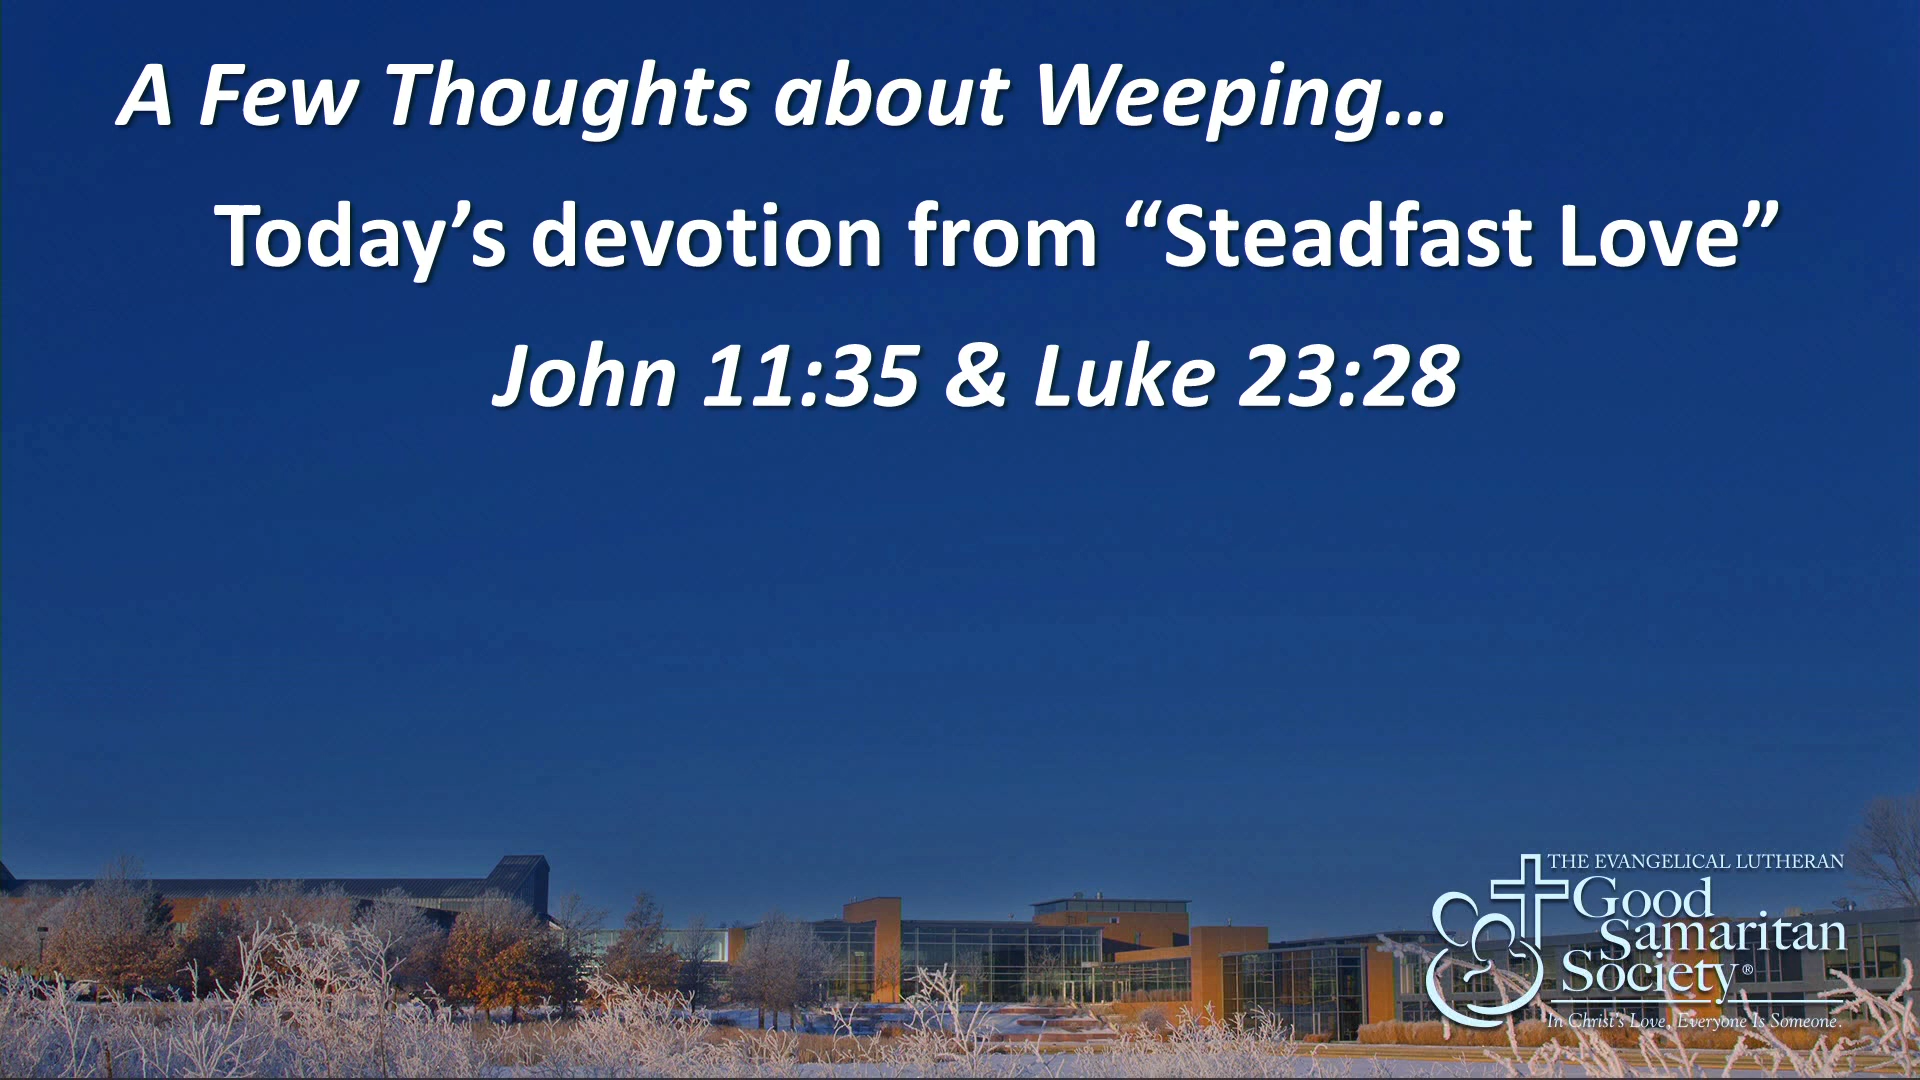 A Few Thoughts about Weeping…
Today’s devotion from “Steadfast Love”
John 11:35 & Luke 23:28
THE EVANGELICAL LUTHERAN
Good
Samaritan
Society®
In Christ's Love, Everyone Is Someone.